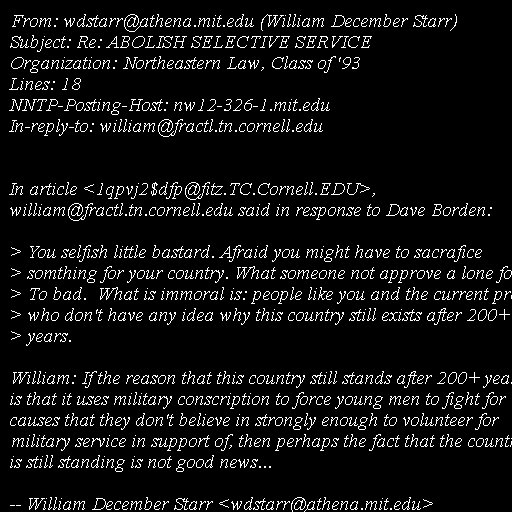 From: wdstarr@athena.mit.edu (William December Starr)
Subject: Re: ABOLISH SELECTIVE SERVICE
Organization: Northeastern Law, Class of '93
Lines: 18
NNTP-Posting-Host: nw12-326-1.mit.edu
In-reply-to: william@fractl.tn.cornell.edu

In article <1qpvj2$dfp@fitz.TC.Cornell.EDU>,
william@fractl.tn.cornell.edu said in response to Dave Borden:

> You selfish little bastard. Afraid you might have to sacrafice
> somthing for your country. What someone not approve a lone
> To bad.  What is immoral is: people like you and the current
> who don't have any idea why this country still exists after 200+
> years.

William: If the reason that this country still stands after 200+
is that it uses military conscription to force young men to fight for
causes that they don't believe in strongly enough to volunteer for
military service in support of, then perhaps the fact that the
is still standing is not good news...

-- William December Starr <wdstarr@athena.mit.edu>